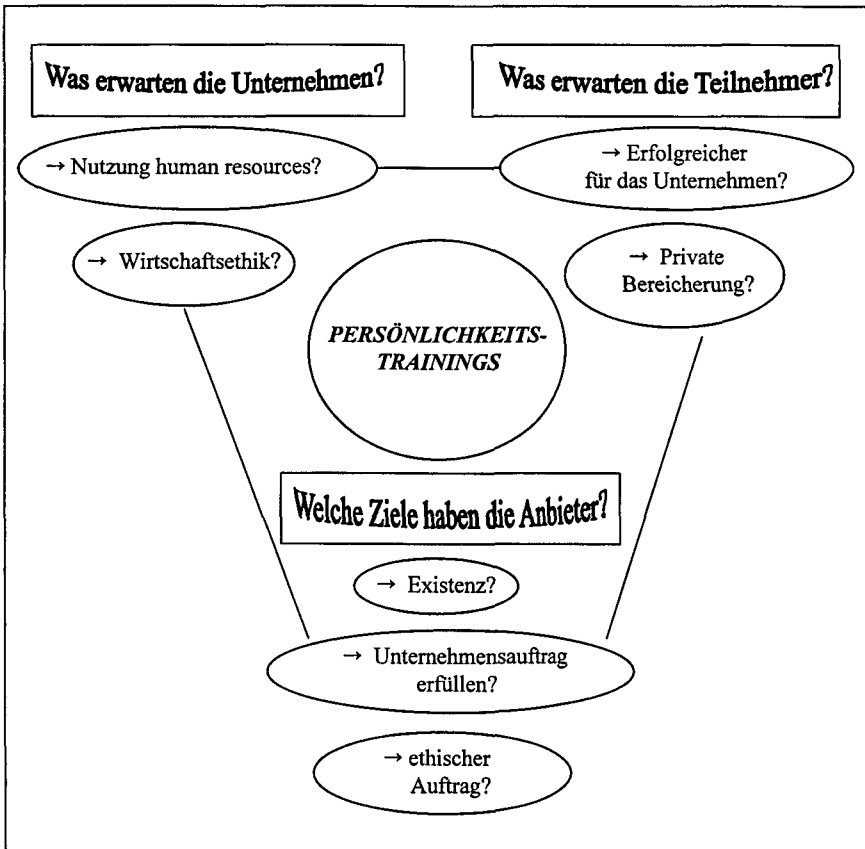 Was erwarten die Unternehmen?
Was erwarten die Teilnehmer?
→ Nutzung human resources?
→ Erfolgreicher
für das Unternehmen?
→ Wirtschaftsethik?
→ Private
Bereicherung?
PERSÖNLICHKEITS-
TRAININGS
Welche Ziele haben die Anbieter?
→ Existenz?
→ Unternehmensauftrag
erfüllen?
→ ethischer
Auftrag?